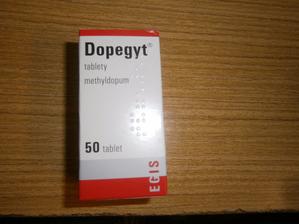 Dopegyt®
tablety
methyldopum
50 tablet
EGIS